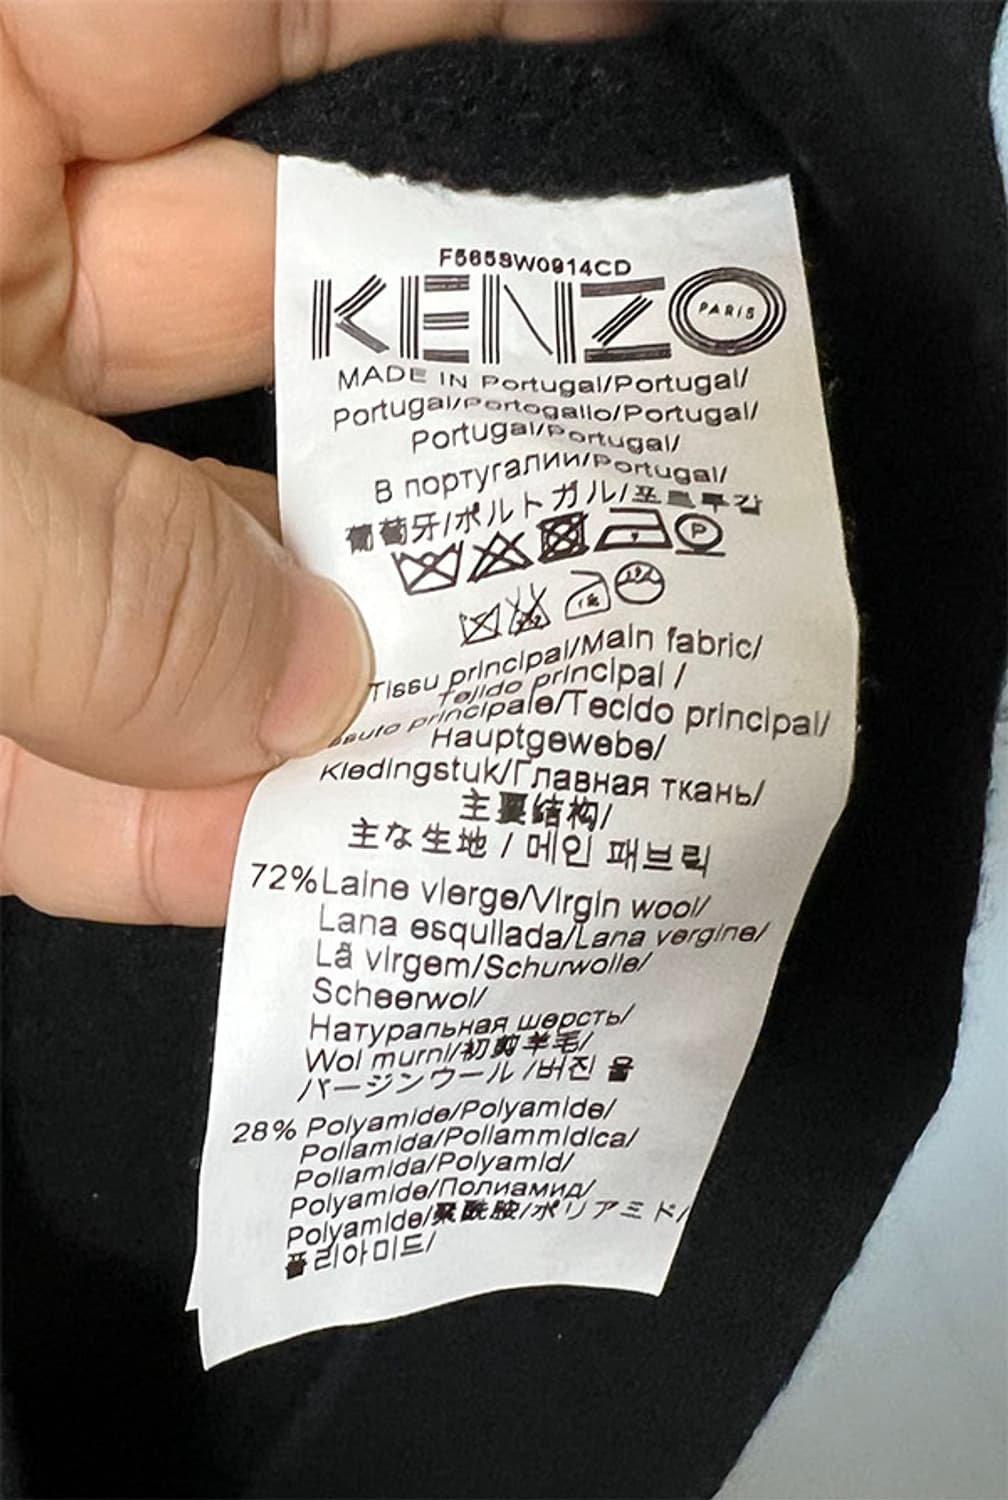 F565SW0914CD
KENZO
PARIS
MADE IN Portugal/Portugal/
Portugal/Portogallo/Portugal/
Portugal/Portugal/
В португалии/Portugal/
葡萄牙/ポルトガル/포르투갈
P
Tissu principal/Main fabric/
Tejido principal /
principale/Tecido principal/
Hauptgewebe/
Kledingstuk/Главная ткань/
主要结构/
主な生地 / 메인 패브릭
72%Laine vierge/Virgin wool/
Lana esquilada/Lana vergine/
Lã virgem/Schurwolle/
Scheerwol/
Натуральная шерсть/
Wol murni/初剪羊毛/
バージンウール /버진 울
28% Polyamide/Polyamide/
Poliamida/Poliammidica/
Poliamida/Polyamid/
Polyamide/Полиамид/
Polyamide/聚酰胺/ポリアミド/
폴리아미드/